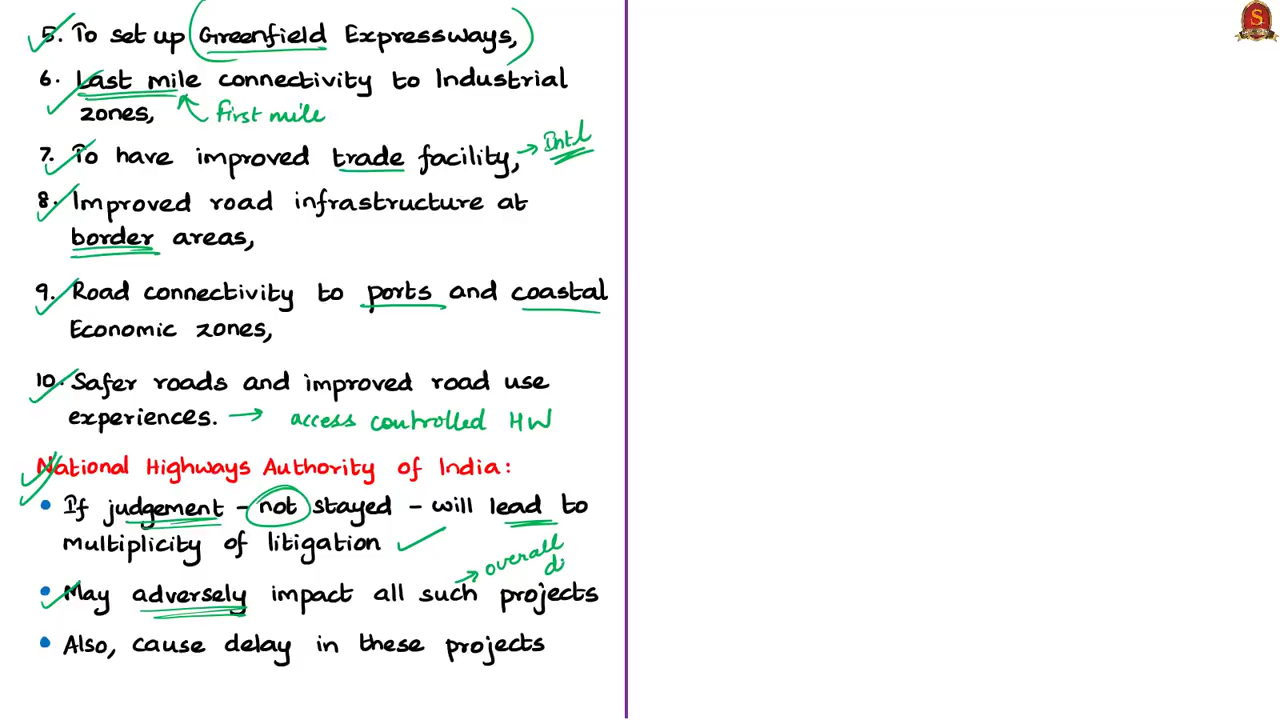 5. To set up Greenfield Expressways,
6. Last mile connectivity to Industrial
zones, first mile
7. To have improved trade facility, → Intl
8. Improved road infrastructure at
border areas,
9. Road connectivity to ports and coastal
Economic zones,
10. Safer roads and improved road use
experiences. → access controlled HW
National Highways Authority of India:
• If judgement - not stayed - will lead to
multiplicity of litigation
→ overall
d
• May adversely impact all such projects
• Also, cause delay in these projects
S